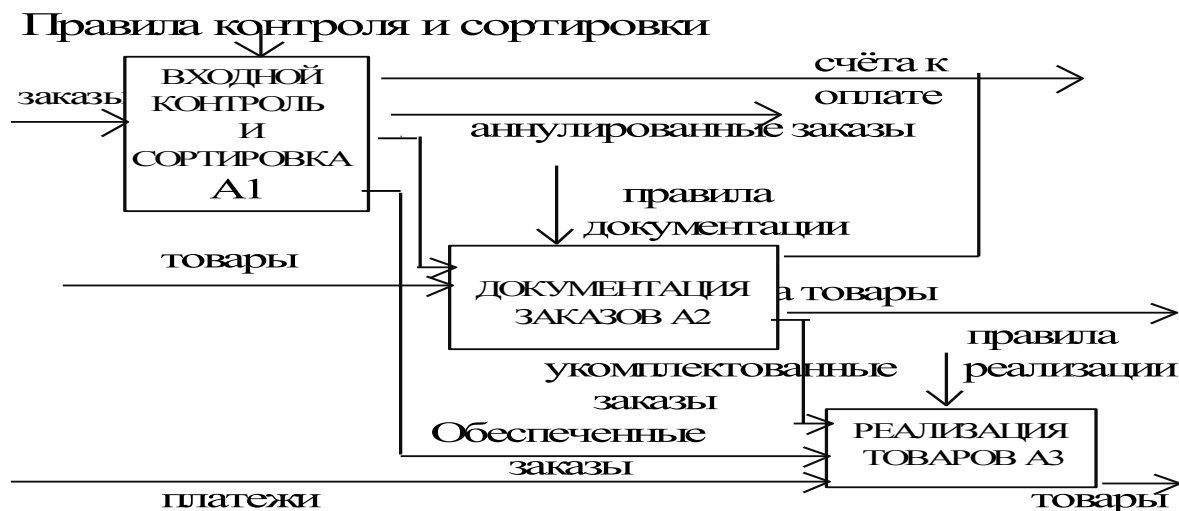 Правила контроля и сортировки
счёта к
оплате
заказы
ВХОДНОЙ
КОНТРОЛЬ
И
СОРТИРОВКА
А1
аннулированные заказы
правила
документации
товары
ДОКУМЕНТАЦИЯ
ЗАКАЗОВ А2
а товары
правила
реализации
укомплектованные
заказы
РЕАЛИЗАЦИЯ
ТОВАРОВ А3
Обеспеченные
заказы
платежи
товары